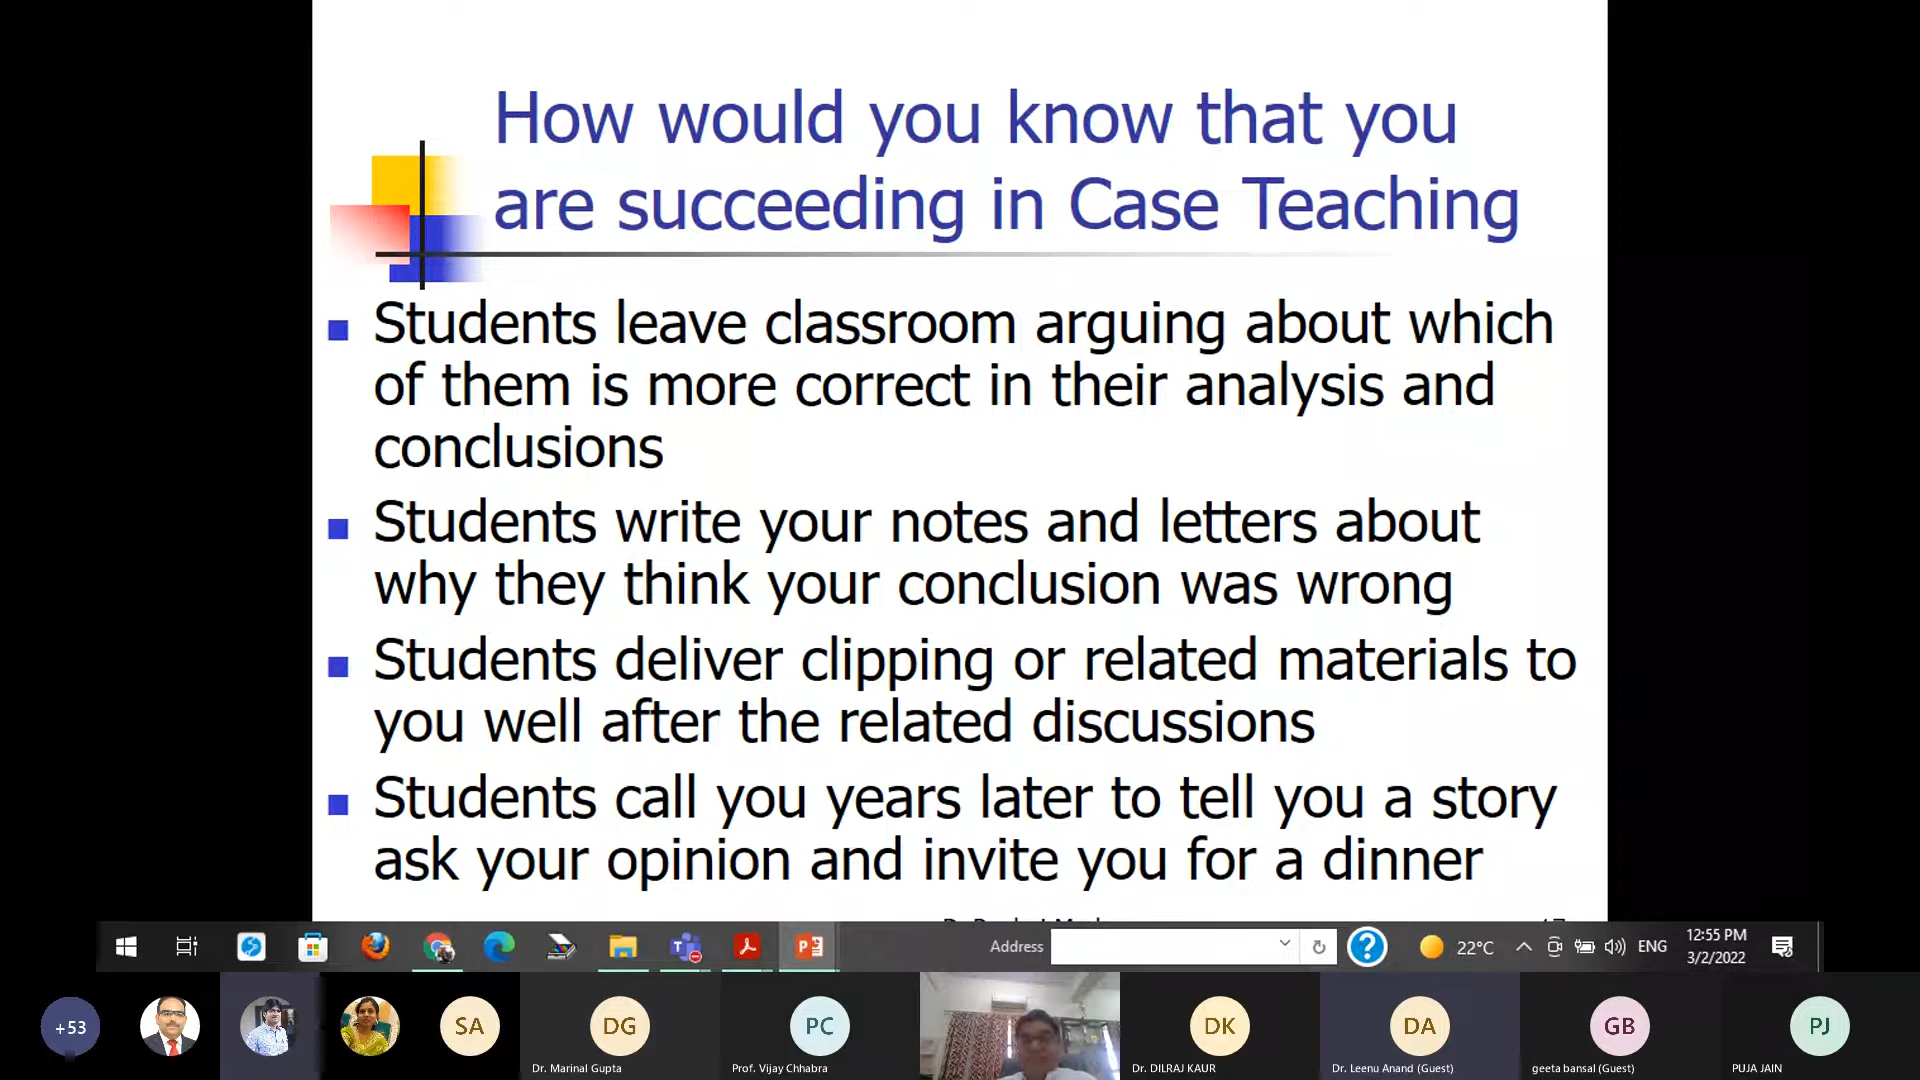 How would you know that you
are succeeding in Case Teaching
Students leave classroom arguing about which
of them is more correct in their analysis and
conclusions
Students write your notes and letters about
why they think your conclusion was wrong
Students deliver clipping or related materials to
you well after the related discussions
Students call you years later to tell you a story
ask your opinion and invite you for a dinner
Address
22°C
ENG
12:55 PM
3/2/2022
+53
SA
DG
PC
DK
DA
GB
PJ
Dr. Marinal Gupta
Prof. Vijay Chhabra
Dr. DILRAJ KAUR
Dr. Leenu Anand (Guest)
geeta bansal (Guest)
PUJA JAIN